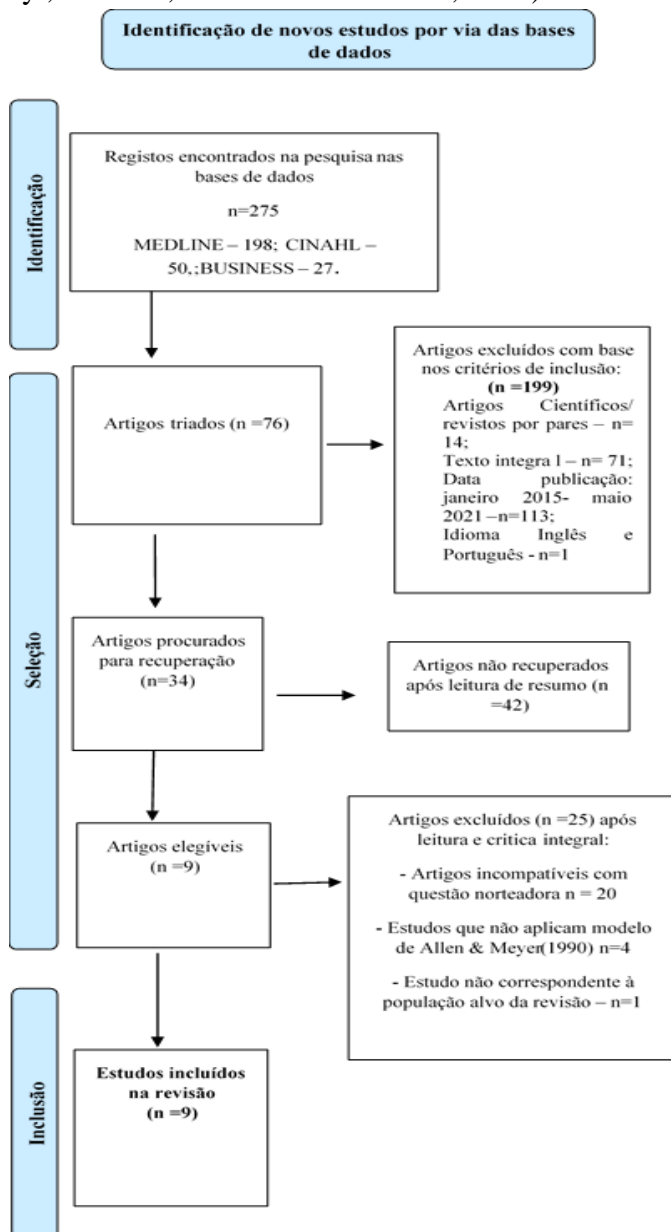 Identificação de novos estudos por via das bases
de dados
Identificação
Registos encontrados na pesquisa nas
bases de dados
n=275
MEDLINE – 198; CINAHL –
50,;BUSINESS – 27.
Seleção
Artigos triados (n =76)
Artigos excluídos com base
nos critérios de inclusão:
(n =199)
Artigos Científicos/
revistos por pares – n=
14;
Texto integra l – n= 71;
Data publicação:
janeiro 2015- maio
2021 –n=113;
Idioma Inglês e
Português - n=1
Artigos procurados
para recuperação
(n=34)
Artigos não recuperados
após leitura de resumo (n
=42)
Artigos elegíveis
(n =9)
Artigos excluídos (n =25) após
leitura e critica integral:
- Artigos incompatíveis com
questão norteadora n = 20
- Estudos que não aplicam modelo
de Allen & Meyer(1990) n=4
- Estudo não correspondente à
população alvo da revisão – n=1
Inclusão
Estudos incluídos
na revisão
(n =9)